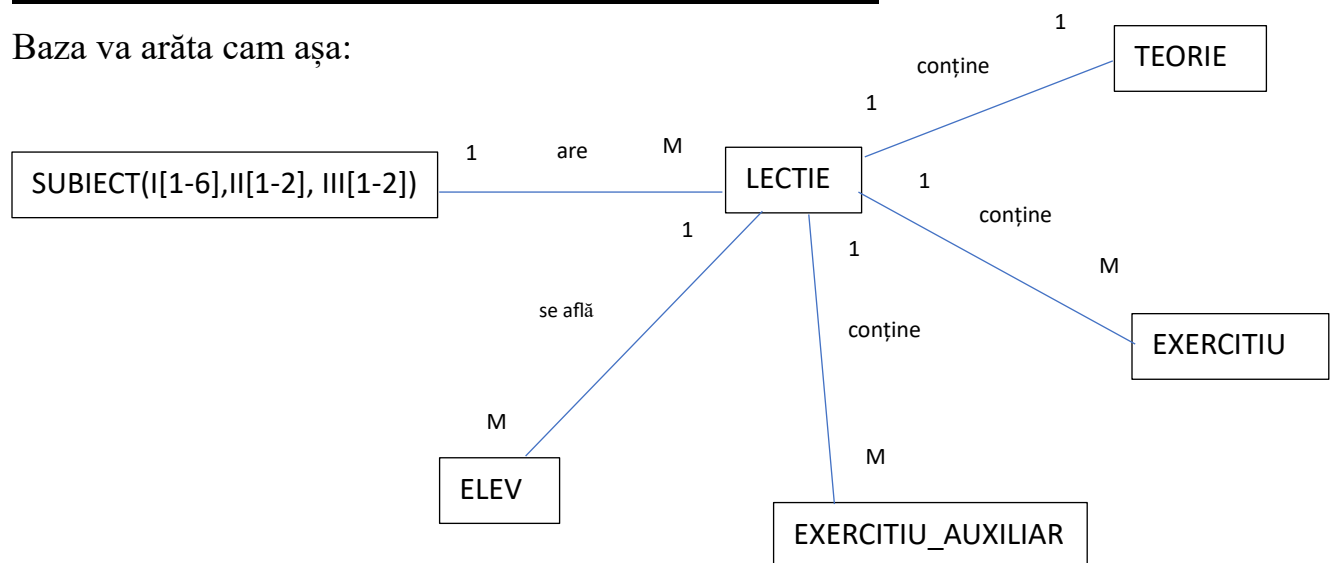 Baza va arăta cam așa:
1
TEORIE
conține
1
1
are
M
SUBIECT(I[1-6],II[1-2], III[1-2])
LECTIE
1
conține
1
1
M
se află
conține
EXERCITIU
M
M
ELEV
EXERCITIU_AUXILIAR